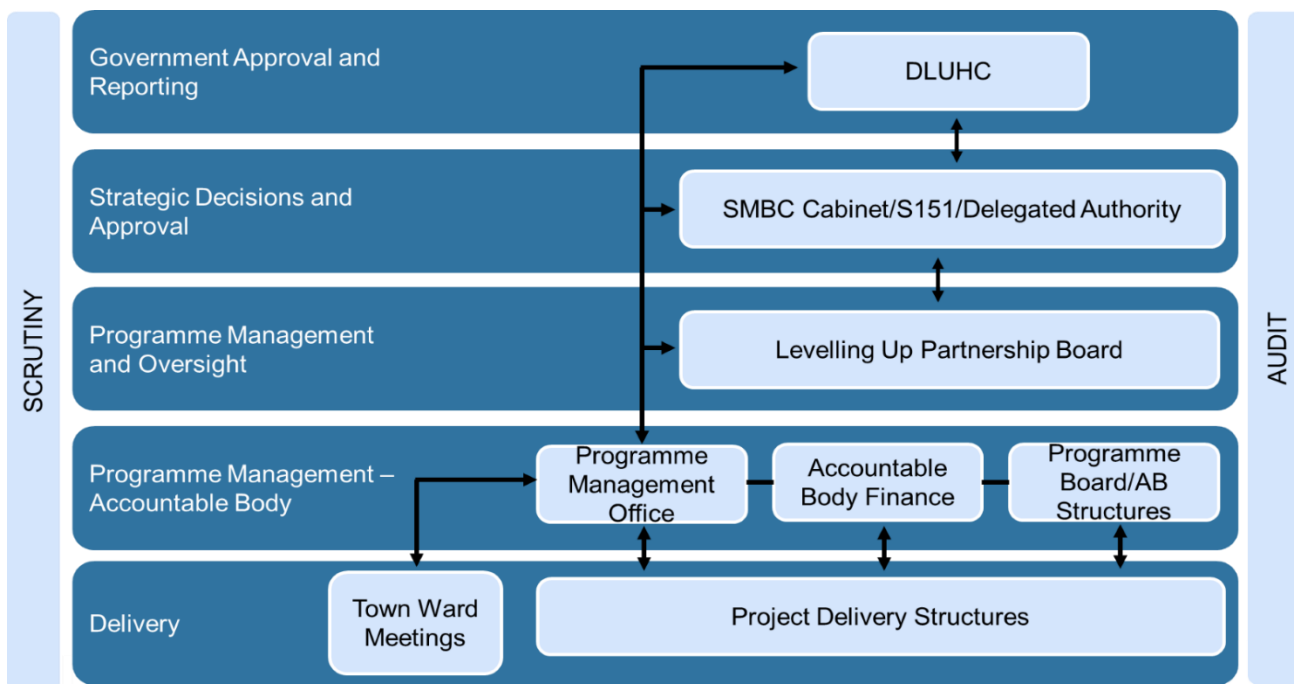 SCRUTINY
Government Approval and
Reporting
DLUHC
Strategic Decisions and
Approval
SMBC Cabinet/S151/Delegated Authority
Programme Management
and Oversight
Levelling Up Partnership Board
Programme Management –
Accountable Body
Programme
Management
Office
Accountable
Body Finance
Programme
Board/AB
Structures
Delivery
Town Ward
Meetings
Project Delivery Structures
AUDIT